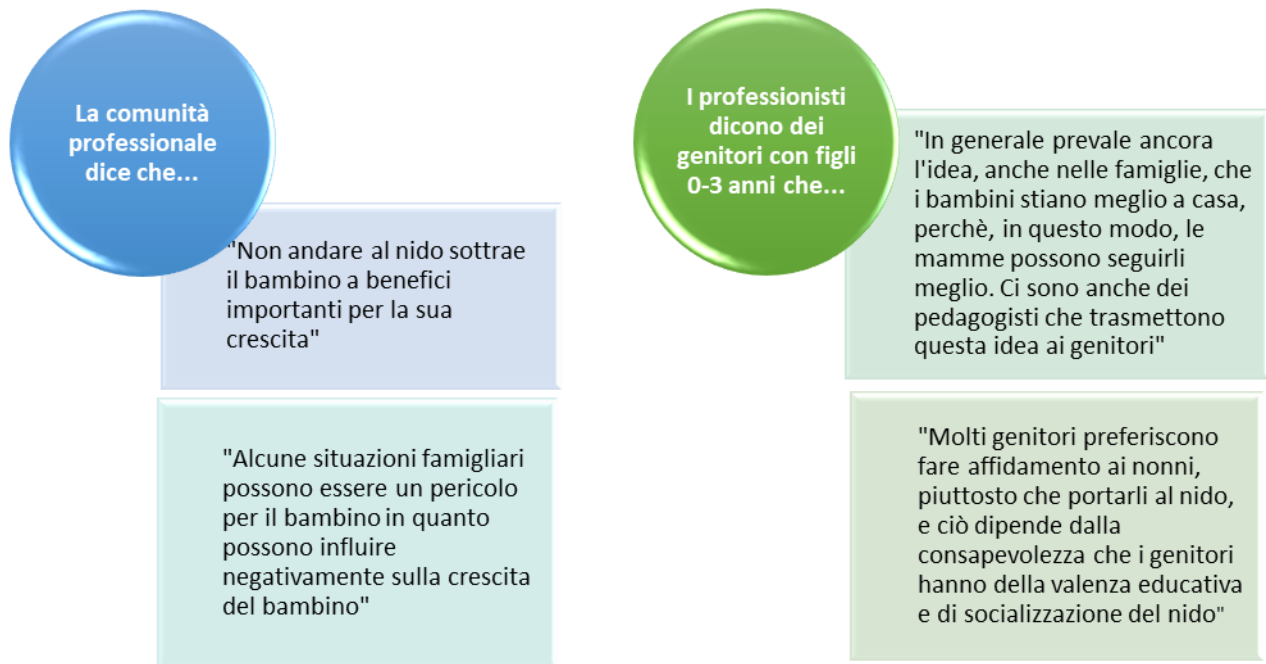 La comunità
professionale
dice che...
"Non andare al nido sottrae
il bambino a benefici
importanti per la sua
crescita"
"Alcune situazioni famigliari
possono essere un pericolo
per il bambino in quanto
possono influire
negativamente sulla crescita
del bambino"
I professionisti
dicono dei
genitori con figli
0-3 anni che...
"In generale prevale ancora
l'idea, anche nelle famiglie, che
i bambini stiano meglio a casa,
perchè, in questo modo, le
mamme possono seguirli
meglio. Ci sono anche dei
pedagogisti che trasmettono
questa idea ai genitori"
"Molti genitori preferiscono
fare affidamento ai nonni,
piuttosto che portarli al nido,
e ciò dipende dalla
consapevolezza che i genitori
hanno della valenza educativa
e di socializzazione del nido"